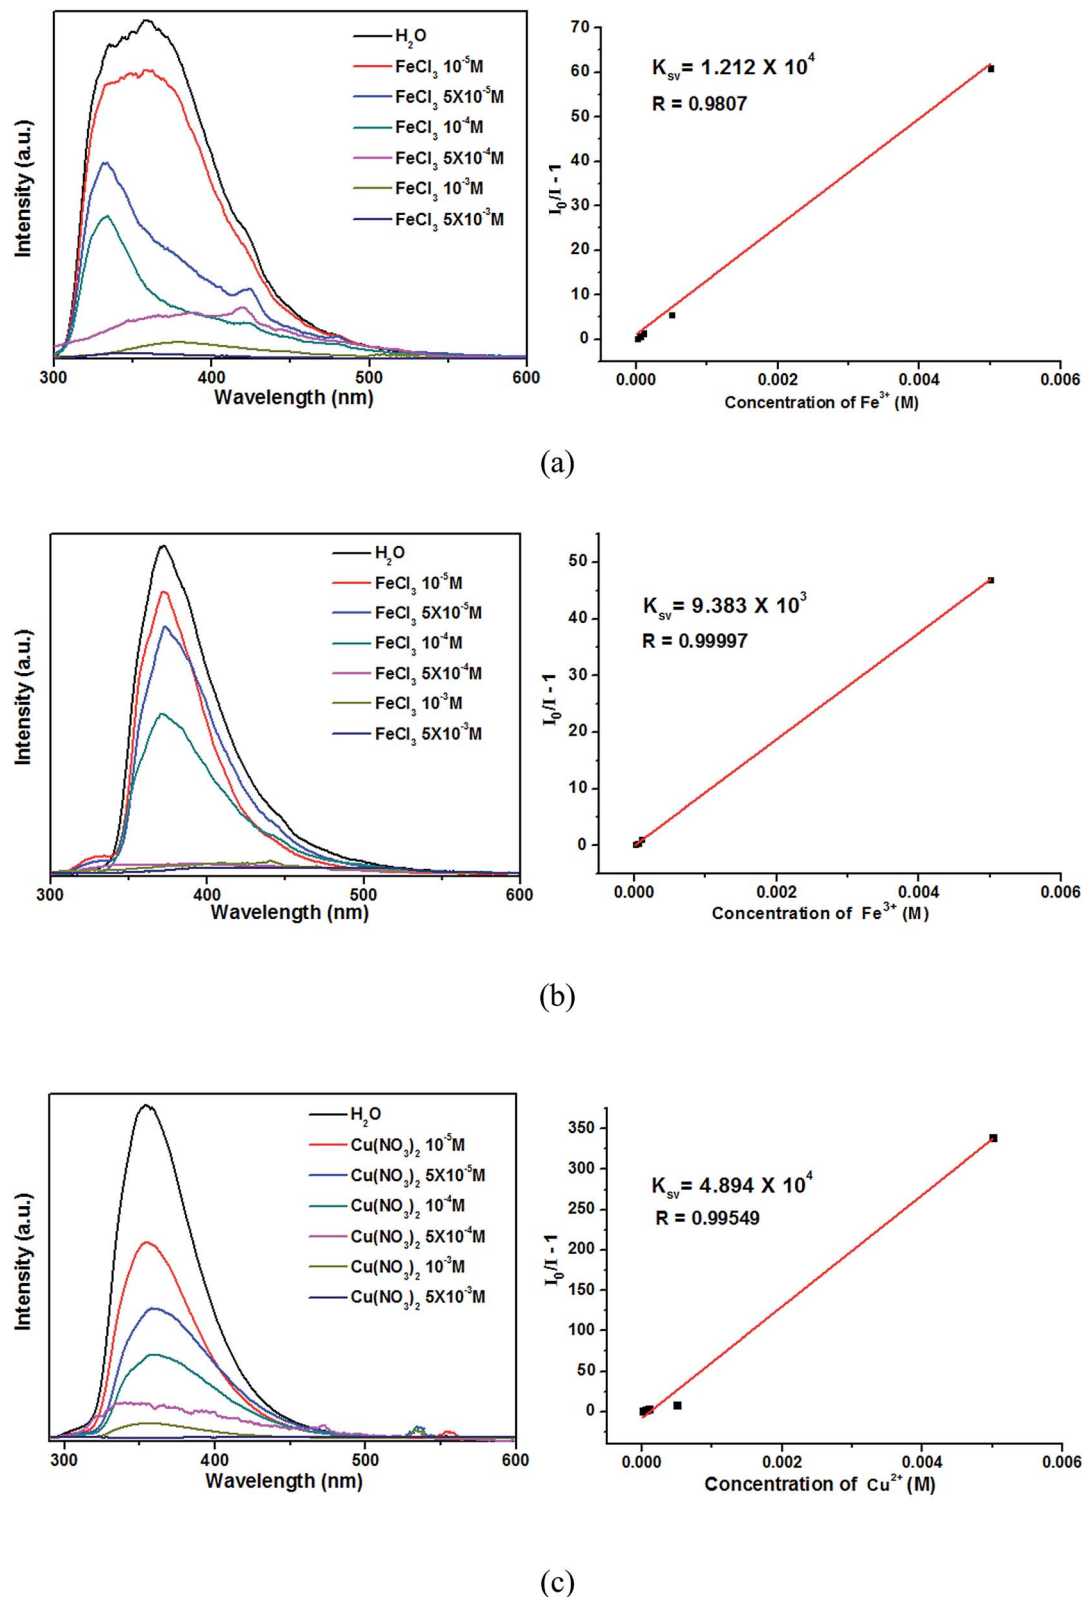 Intensity (a.u.)
H₂O
FeCl₃ 10⁻⁵M
FeCl₃ 5X10⁻⁵M
FeCl₃ 10⁻⁴M
FeCl₃ 5X10⁻⁴M
FeCl₃ 10⁻³M
FeCl₃ 5X10⁻³M
300 400 500 600
Wavelength (nm)
I₀/I - 1
70
60
50
40
30
20
10
0
Kₛᵥ= 1.212 X 10⁴
R = 0.9807
0.000 0.002 0.004 0.006
Concentration of Fe³⁺ (M)
(a)
Intensity (a.u.)
H₂O
FeCl₃ 10⁻⁵M
FeCl₃ 5X10⁻⁵M
FeCl₃ 10⁻⁴M
FeCl₃ 5X10⁻⁴M
FeCl₃ 10⁻³M
FeCl₃ 5X10⁻³M
300 400 500 600
Wavelength (nm)
I₀/I - 1
50
40
30
20
10
0
Kₛᵥ= 9.383 X 10³
R = 0.99997
0.000 0.002 0.004 0.006
Concentration of Fe³⁺ (M)
(b)
Intensity (a.u.)
H₂O
Cu(NO₃)₂ 10⁻⁵M
Cu(NO₃)₂ 5X10⁻⁵M
Cu(NO₃)₂ 10⁻⁴M
Cu(NO₃)₂ 5X10⁻⁴M
Cu(NO₃)₂ 10⁻³M
Cu(NO₃)₂ 5X10⁻³M
300 400 500 600
Wavelength (nm)
I₀/I - 1
350
300
250
200
150
100
50
0
Kₛᵥ= 4.894 X 10⁴
R = 0.99549
0.000 0.002 0.004 0.006
Concentration of Cu²⁺ (M)
(c)